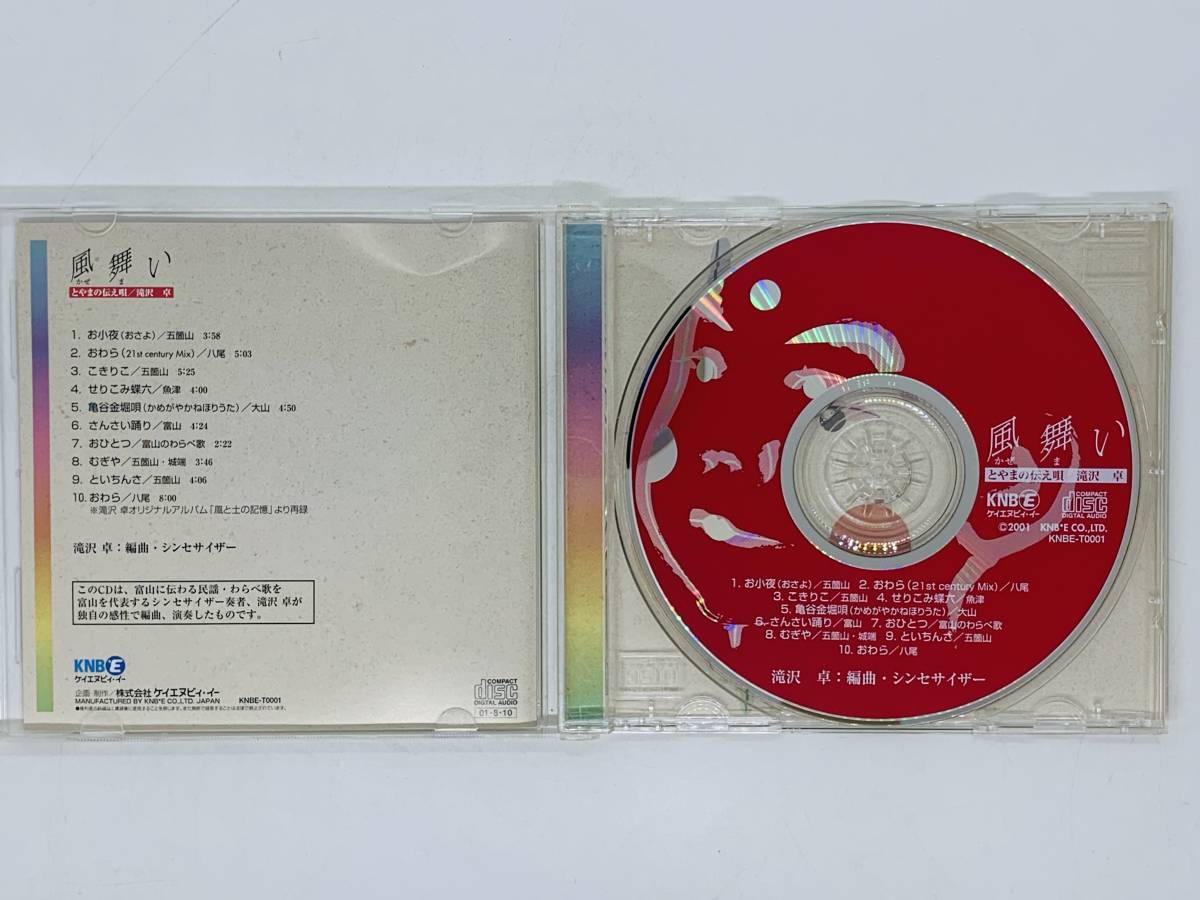 風舞い
かぜ ま
とやまの伝え唄／滝沢 卓
1. お小夜（おさよ）／五箇山 3:58
2. おわら（21st century Mix）／八尾 5:03
3. こきりこ／五箇山 5:25
4. せりこみ蝶六／魚津 4:00
5. 亀谷金堀唄（かめがやかねほりうた）／大山 4:50
6. さんさい踊り／富山 4:24
7. おひとつ／富山のわらべ歌 2:22
8. むぎや／五箇山・城端 3:46
9. といちんさ／五箇山 4:06
10. おわら／八尾 8:00
※滝沢 卓オリジナルアルバム「風と土の記憶」より再録
滝沢 卓：編曲・シンセサイザー
このCDは、富山に伝わる民謡・わらべ歌を
富山を代表するシンセサイザー奏者、滝沢 卓が
独自の感性で編曲、演奏したものです。
KNB E
ケイエヌビィ・イー
企画・制作／株式会社 ケイエヌビィ・イー
MANUFACTURED BY KNB*E CO.,LTD. JAPAN
KNBE-T0001
COMPACT
disc
DIGITAL AUDIO
01・8・10
風舞い
かぜ ま
とやまの伝え唄 滝沢 卓
KNB E
ケイエヌビィ・イー
COMPACT
disc
DIGITAL AUDIO
©2001 KNB*E CO.,LTD.
KNBE-T0001
1. お小夜（おさよ）／五箇山 2. おわら（21st century Mix）／八尾
3. こきりこ／五箇山 4. せりこみ蝶六／魚津
5. 亀谷金堀唄（かめがやかねほりうた）／大山
6. さんさい踊り／富山 7. おひとつ／富山のわらべ歌
8. むぎや／五箇山・城端 9. といちんさ／五箇山
10. おわら／八尾
滝沢 卓：編曲・シンセサイザー